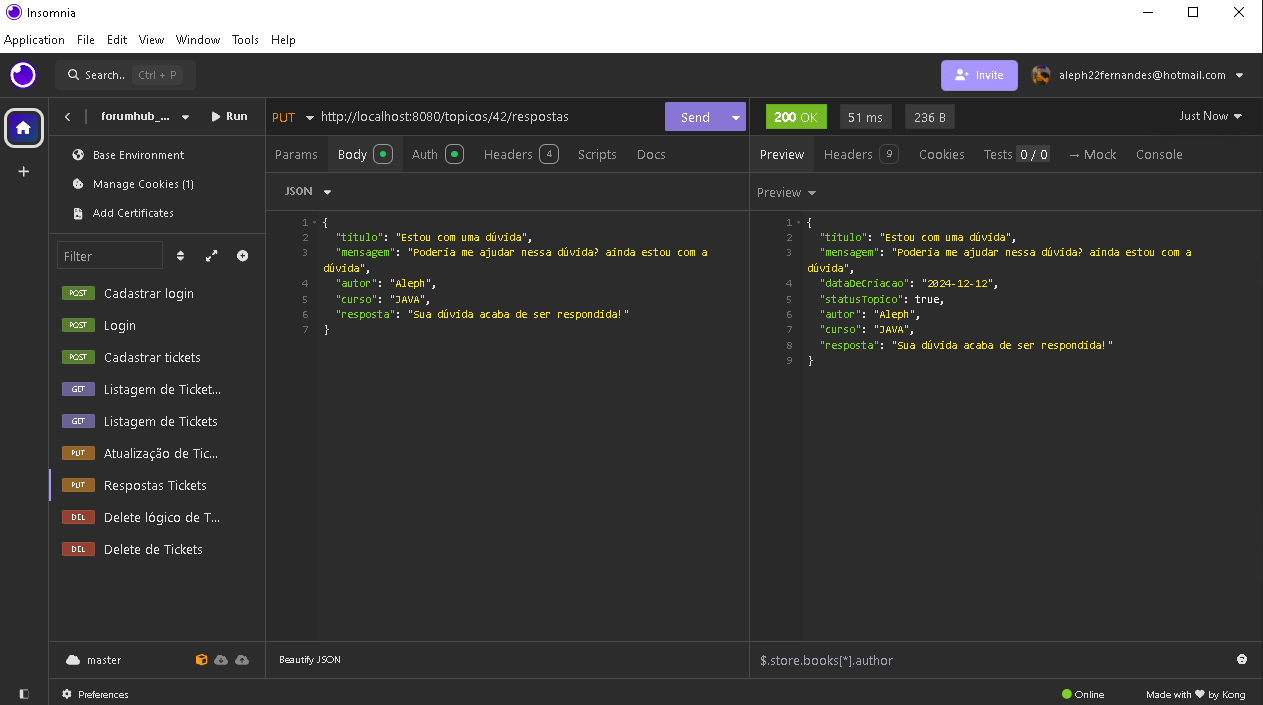 Insomnia
Application File Edit View Window Tools Help
Search.. Ctrl + P
Invite
aleph22fernandes@hotmail.com
forumhub_... Run
PUT http://localhost:8080/topicos/42/respostas Send
200 OK 51 ms 236 B Just Now
Base Environment
Manage Cookies (1)
Add Certificates
Filter
POST Cadastrar login
POST Login
POST Cadastrar tickets
GET Listagem de Ticket...
GET Listagem de Tickets
PUT Atualização de Tic...
PUT Respostas Tickets
DEL Delete lógico de T...
DEL Delete de Tickets
Params Body Auth Headers 4 Scripts Docs
JSON
1 {
2 "titulo": "Estou com uma dúvida",
3 "mensagem": "Poderia me ajudar nessa dúvida? ainda estou com a
dúvida",
4 "autor": "Aleph",
5 "curso": "JAVA",
6 "resposta": "Sua dúvida acaba de ser respondida!"
7 }
Preview Headers 9 Cookies Tests 0 / 0 → Mock Console
Preview
1 {
2 "titulo": "Estou com uma dúvida",
3 "mensagem": "Poderia me ajudar nessa dúvida? ainda estou com a
dúvida",
4 "dataDeCriacao": "2024-12-12",
5 "statusTopico": true,
6 "autor": "Aleph",
7 "curso": "JAVA",
8 "resposta": "Sua dúvida acaba de ser respondida!"
9 }
master
Beautify JSON
$.store.books[*].author
Preferences
Online
Made with ❤ by Kong